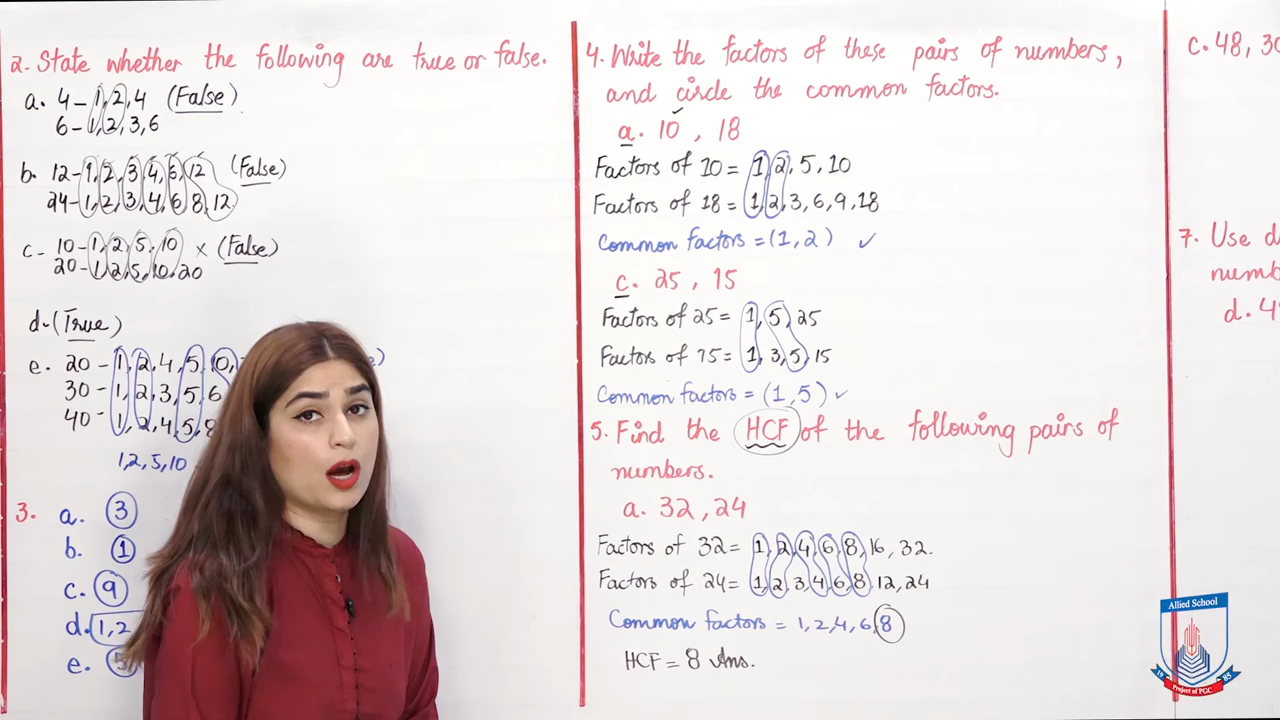 2. State whether the following are true or false.
a. 4 - 1, 2, 4 (False)
6 - 1, 2, 3, 6
b. 12 - 1, 2, 3, 4, 6, 12 (False)
24 - 1, 2, 3, 4, 6 8, 12
c - 10 - 1, 2, 5, 10 × (False)
20 - 1, 2, 5, 10, 20
d. (True)
e. 20 - 1, 2, 4, 5, 10,
30 - 1, 2, 3, 5, 6
40 - 1, 2, 4, 5, 8
1, 2, 5, 10
3. a. 3
b. 1
c. 9
d. 1, 2
e. 5
4. Write the factors of these pairs of numbers,
and circle the common factors.
a. 10 , 18
Factors of 10 = 1, 2, 5, 10
Factors of 18 = 1, 2, 3, 6, 9, 18
Common factors = (1, 2) ✓
c. 25 , 15
Factors of 25 = 1, 5, 25
Factors of 15 = 1, 3, 5, 15
Common factors = (1, 5) ✓
5. Find the HCF of the following pairs of
numbers.
a. 32, 24
Factors of 32 = 1, 2, 4, 6, 8, 16, 32.
Factors of 24 = 1, 2, 3, 4, 6, 8, 12, 24
Common factors = 1, 2, 4, 6, 8
HCF = 8 Ans.
c. 48, 3
7. Use d
num
d. 4
Allied School
19 85
Project of PGC